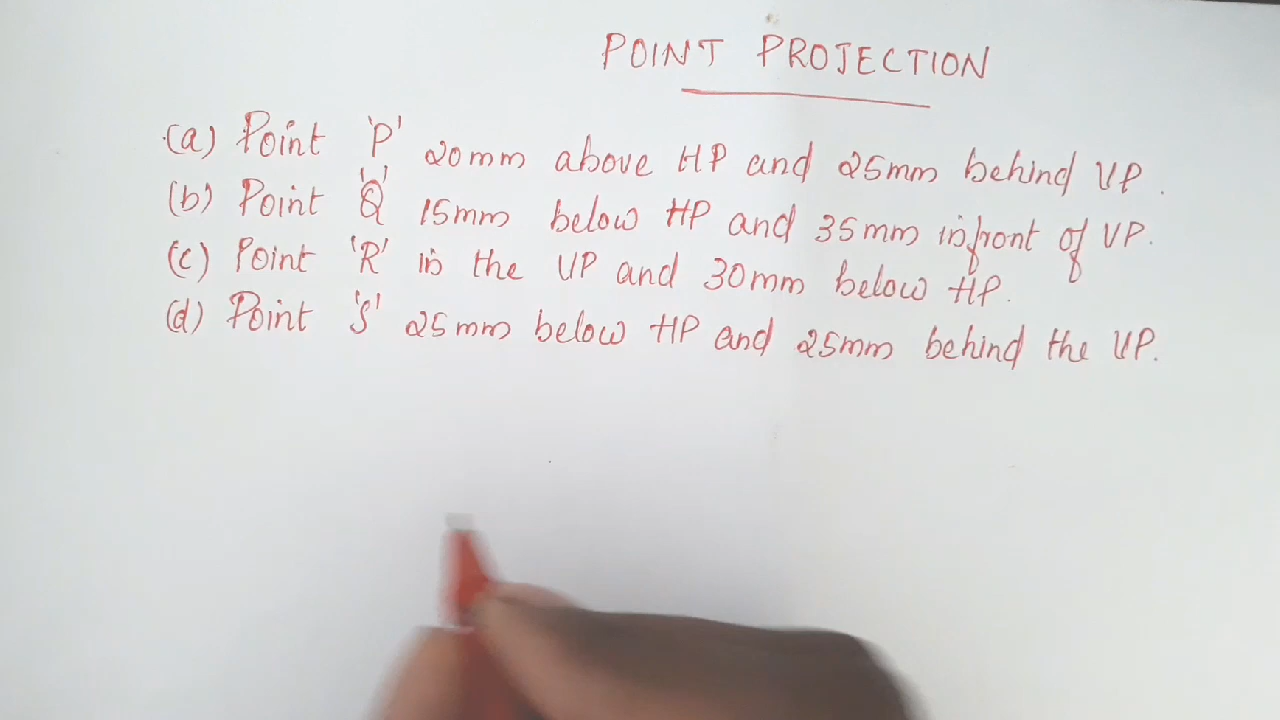 POINT PROJECTION
(a) Point 'P' 20mm above HP and 25mm behind VP.
(b) Point 'Q' 15mm below HP and 35mm infront of VP.
(c) Point 'R' in the VP and 30mm below HP.
(d) Point 'S' 25mm below HP and 25mm behind the VP.